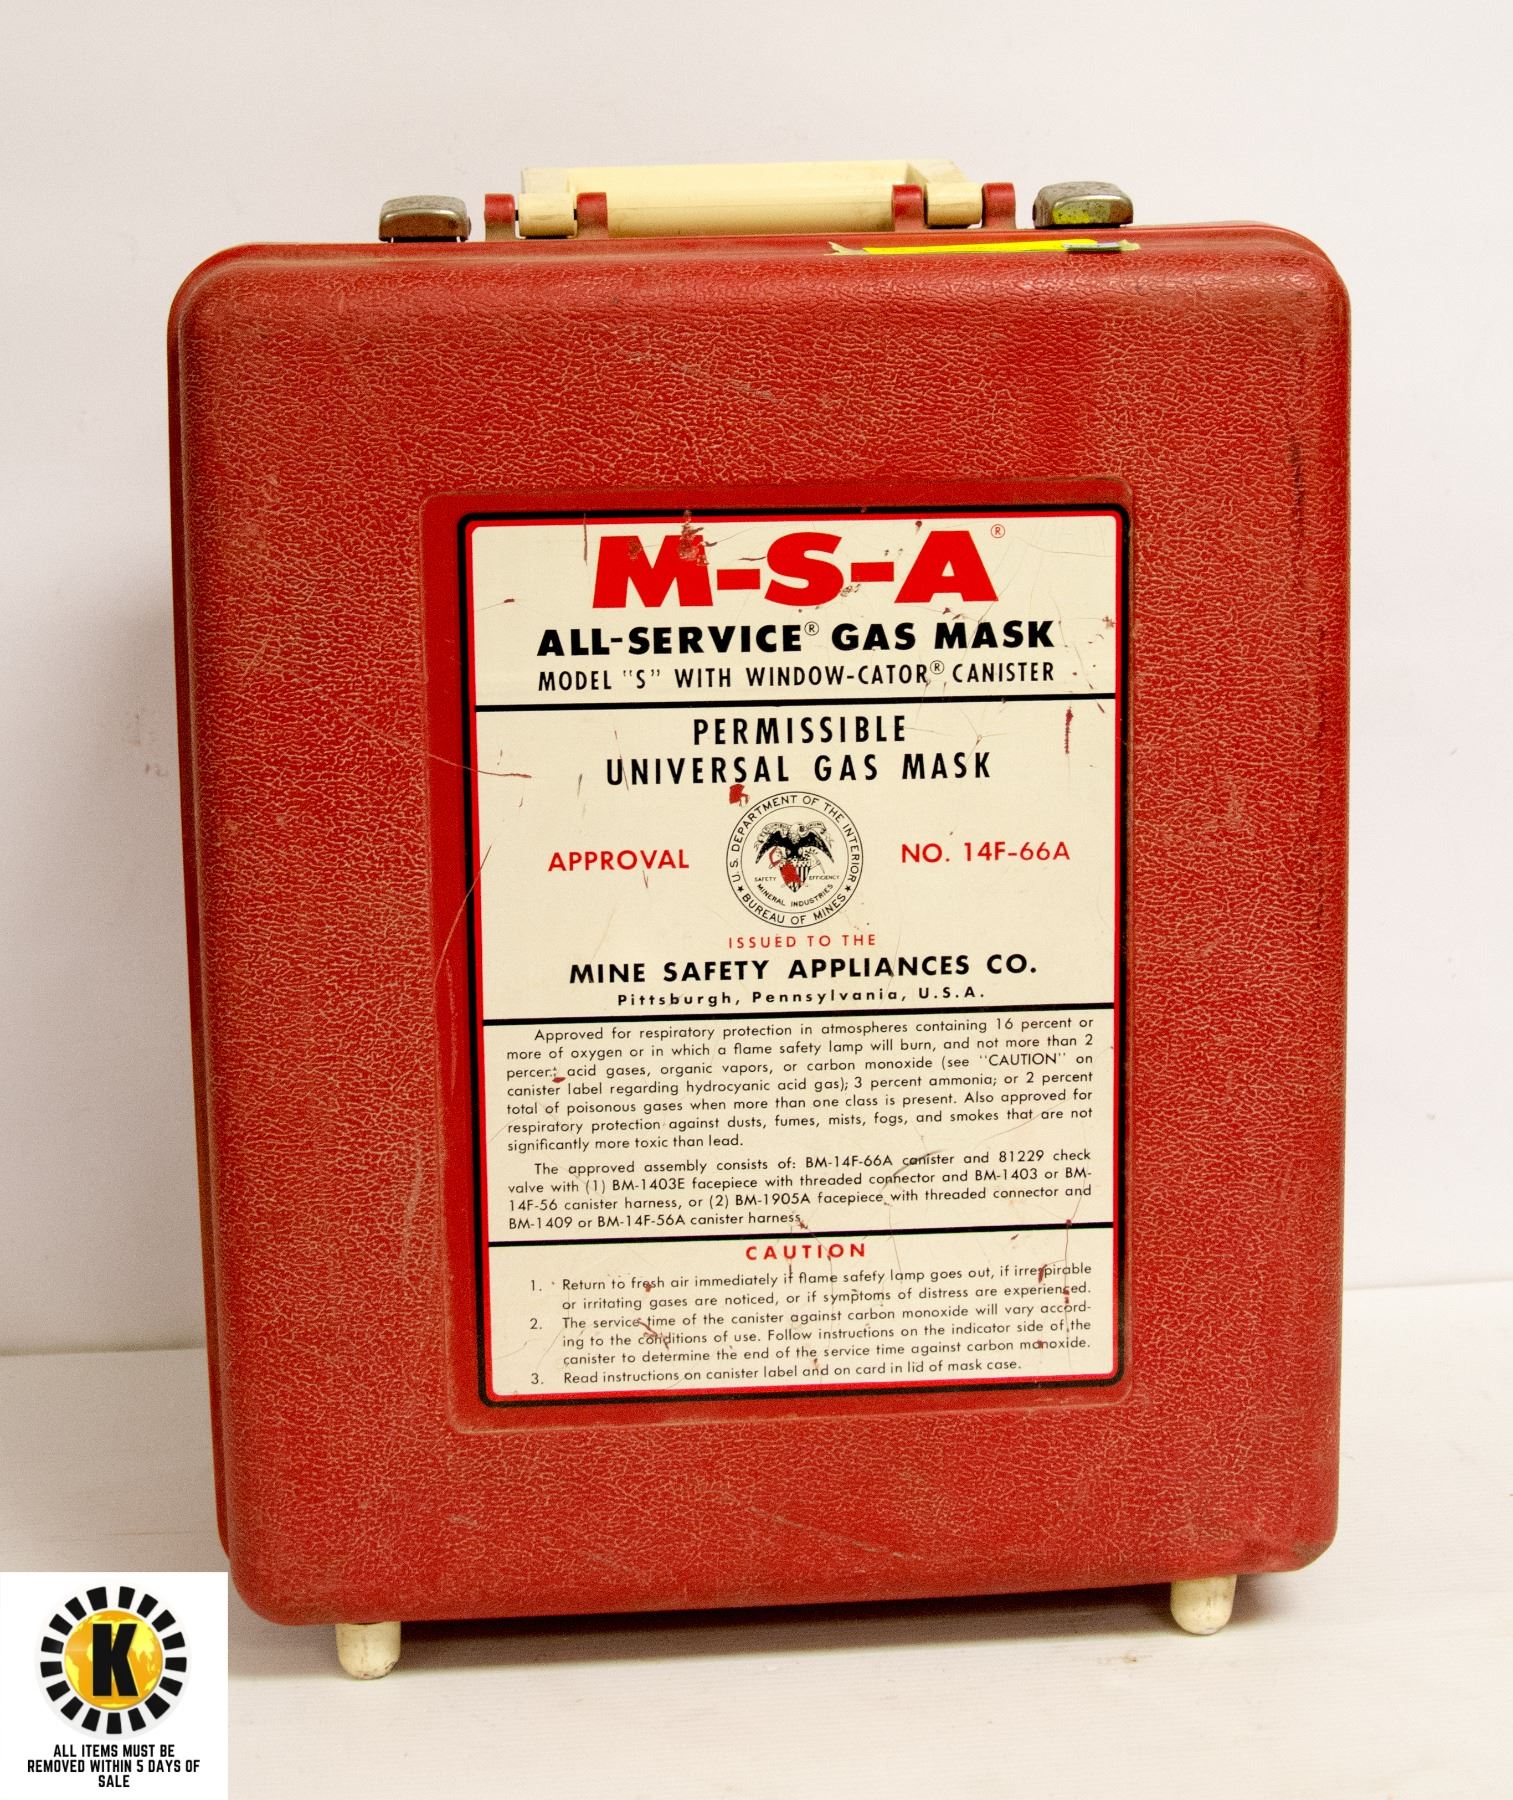 M-S-A®
ALL-SERVICE® GAS MASK
MODEL "S" WITH WINDOW-CATOR® CANISTER
PERMISSIBLE
UNIVERSAL GAS MASK
APPROVAL
U.S. DEPARTMENT OF THE INTERIOR
SAFETY EFFICIENCY
MINERAL INDUSTRIES
★ BUREAU OF MINES ★
NO. 14F-66A
ISSUED TO THE
MINE SAFETY APPLIANCES CO.
Pittsburgh, Pennsylvania, U.S.A.
Approved for respiratory protection in atmospheres containing 16 percent or
more of oxygen or in which a flame safety lamp will burn, and not more than 2
percent acid gases, organic vapors, or carbon monoxide (see "CAUTION" on
canister label regarding hydrocyanic acid gas); 3 percent ammonia; or 2 percent
total of poisonous gases when more than one class is present. Also approved for
respiratory protection against dusts, fumes, mists, fogs, and smokes that are not
significantly more toxic than lead.
The approved assembly consists of: BM-14F-66A canister and 81229 check
valve with (1) BM-1403E facepiece with threaded connector and BM-1403 or BM-
14F-56 canister harness, or (2) BM-1905A facepiece with threaded connector and
BM-1409 or BM-14F-56A canister harness.
CAUTION
1. Return to fresh air immediately if flame safety lamp goes out, if irrespirable
or irritating gases are noticed, or if symptoms of distress are experienced.
2. The service time of the canister against carbon monoxide will vary accord-
ing to the conditions of use. Follow instructions on the indicator side of the
canister to determine the end of the service time against carbon monoxide.
3. Read instructions on canister label and on card in lid of mask case.
K
ALL ITEMS MUST BE
REMOVED WITHIN 5 DAYS OF
SALE